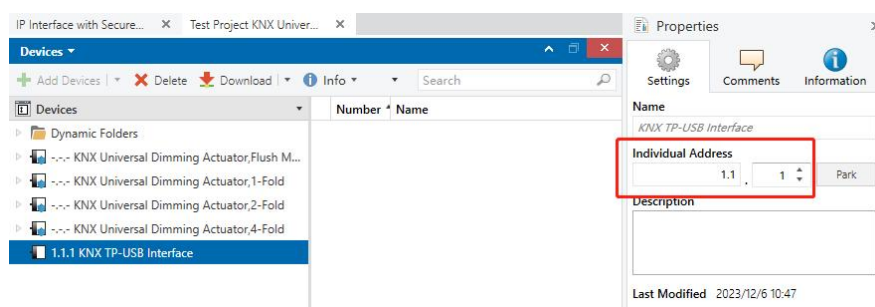 IP Interface with Secure... × Test Project KNX Univer... ×
Devices
Add Devices Delete Download Info Search
Devices Number Name
Dynamic Folders
-.-.- KNX Universal Dimming Actuator,Flush M...
-.-.- KNX Universal Dimming Actuator,1-Fold
-.-.- KNX Universal Dimming Actuator,2-Fold
-.-.- KNX Universal Dimming Actuator,4-Fold
1.1.1 KNX TP-USB Interface
Properties
Settings Comments Information
Name
KNX TP-USB Interface
Individual Address
1.1 . 1 Park
Description
Last Modified 2023/12/6 10:47